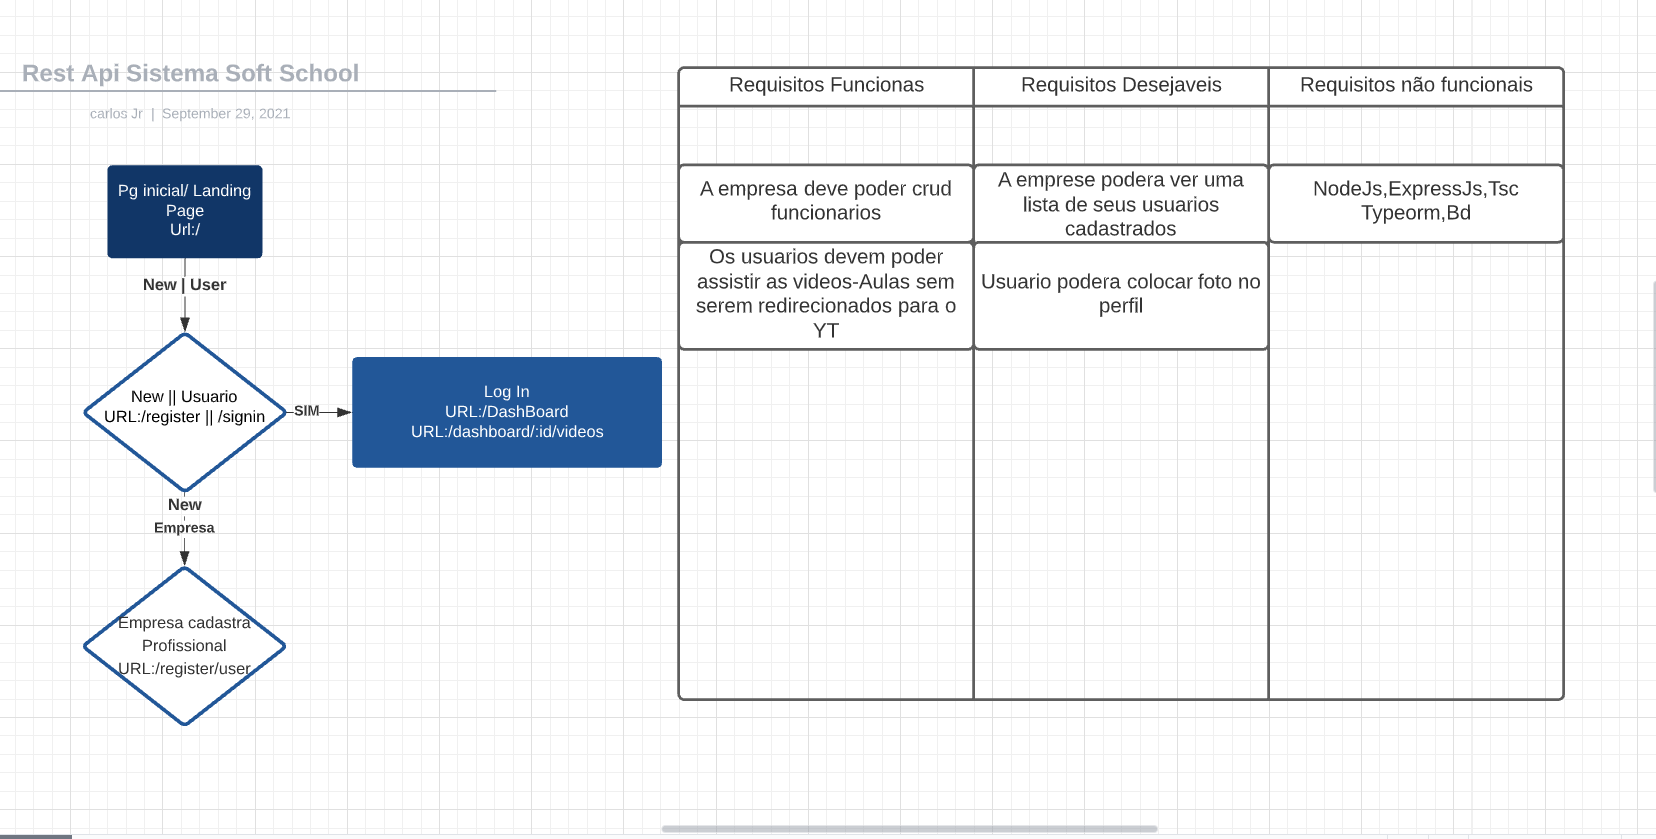 Rest Api Sistema Soft School
carlos Jr | September 29, 2021
Pg inicial/ Landing
Page
Url:/
New | User
New || Usuario
URL:/register || /signin
SIM
Log In
URL:/DashBoard
URL:/dashboard/:id/videos
New
Empresa
Empresa cadastra
Profissional
URL:/register/user
Requisitos Funcionas
Requisitos Desejaveis
Requisitos não funcionais
A empresa deve poder crud
funcionarios
A emprese podera ver uma
lista de seus usuarios
cadastrados
NodeJs,ExpressJs,Tsc
Typeorm,Bd
Os usuarios devem poder
assistir as videos-Aulas sem
serem redirecionados para o
YT
Usuario podera colocar foto no
perfil